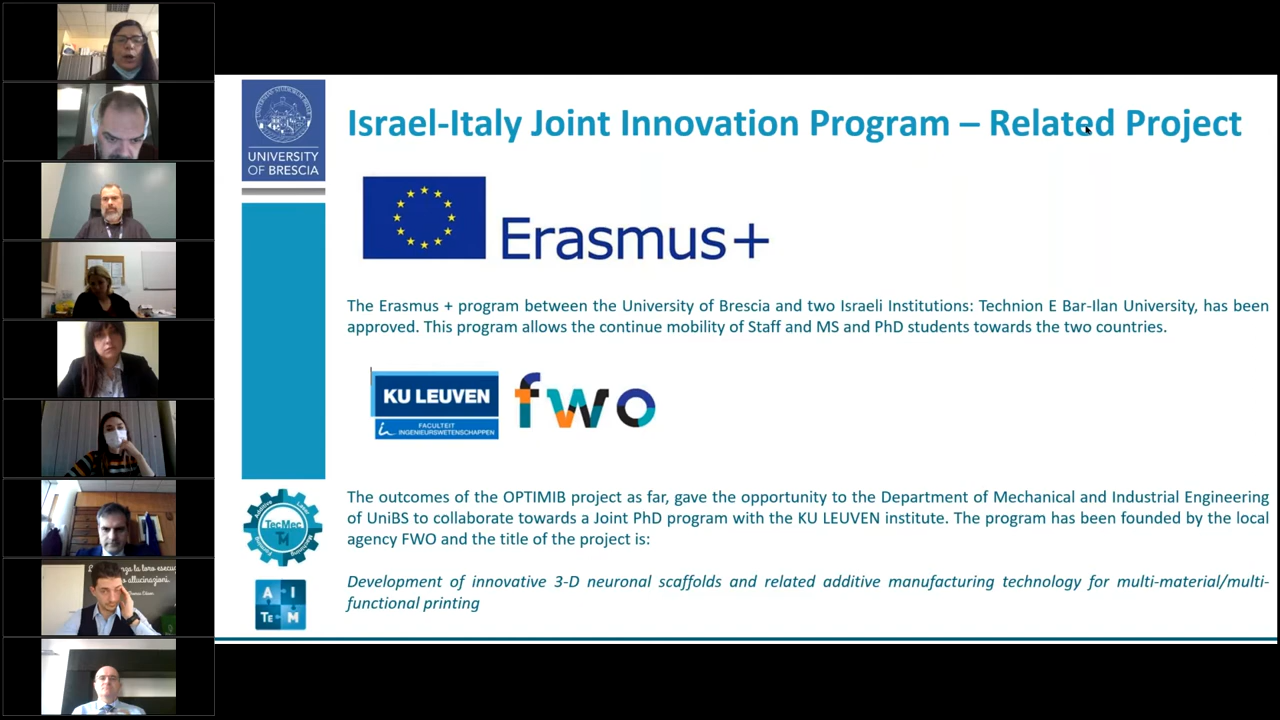 UNIVERSITY
OF BRESCIA
Israel-Italy Joint Innovation Program – Related Project
Erasmus+
The Erasmus + program between the University of Brescia and two Israeli Institutions: Technion E Bar-Ilan University, has been
approved. This program allows the continue mobility of Staff and MS and PhD students towards the two countries.
KU LEUVEN
FACULTEIT
INGENIEURSWETENSCHAPPEN
fwo
The outcomes of the OPTIMIB project as far, gave the opportunity to the Department of Mechanical and Industrial Engineering
of UniBS to collaborate towards a Joint PhD program with the KU LEUVEN institute. The program has been founded by the local
agency FWO and the title of the project is:
Development of innovative 3-D neuronal scaffolds and related additive manufacturing technology for multi-material/multi-
functional printing
TecMec
TM
A I
Te M
la loro esecu
allucinazioni.